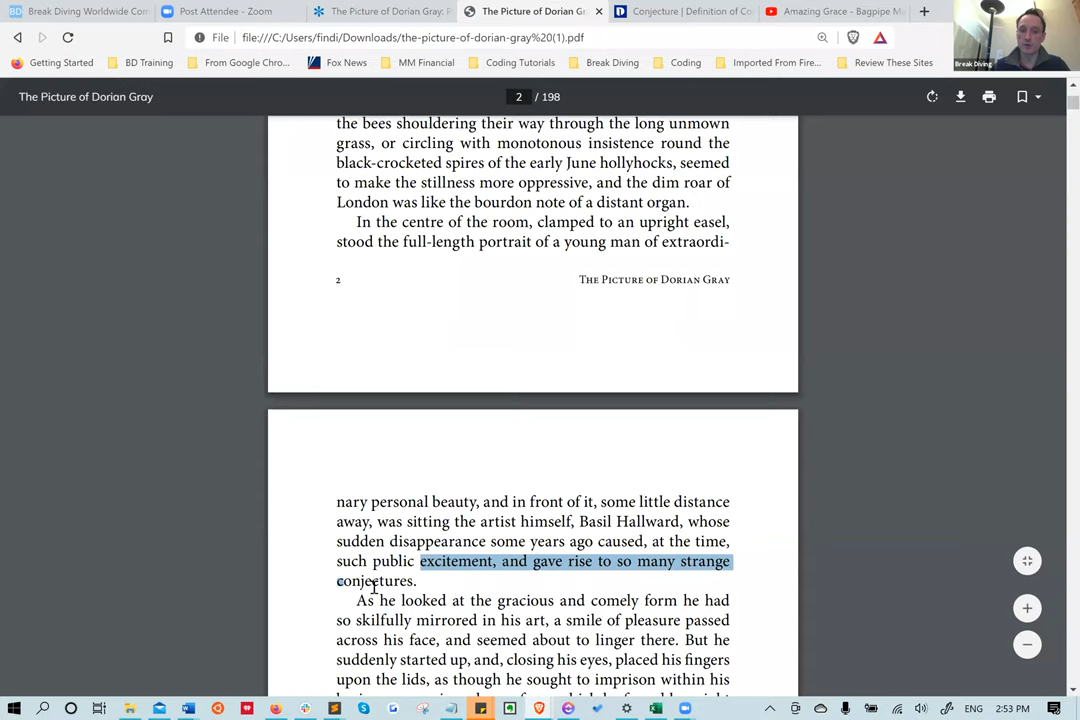 Break Diving Worldwide Com
Post Attendee - Zoom
The Picture of Dorian Gray: F
The Picture of Dorian Gr
Conjecture | Definition of Co
Amazing Grace - Bagpipe M
File
file:///C:/Users/findi/Downloads/the-picture-of-dorian-gray%20(1).pdf
Getting Started
BD Training
From Google Chro...
Fox News
MM Financial
Coding Tutorials
Break Diving
Coding
Imported From Fire...
Review These Sites
Break Diving
The Picture of Dorian Gray
2 / 198
the bees shouldering their way through the long unmown
grass, or circling with monotonous insistence round the
black-crocketed spires of the early June hollyhocks, seemed
to make the stillness more oppressive, and the dim roar of
London was like the bourdon note of a distant organ.
In the centre of the room, clamped to an upright easel,
stood the full-length portrait of a young man of extraordi-
2
The Picture of Dorian Gray
nary personal beauty, and in front of it, some little distance
away, was sitting the artist himself, Basil Hallward, whose
sudden disappearance some years ago caused, at the time,
such public excitement, and gave rise to so many strange
conjectures.
As he looked at the gracious and comely form he had
so skilfully mirrored in his art, a smile of pleasure passed
across his face, and seemed about to linger there. But he
suddenly started up, and, closing his eyes, placed his fingers
upon the lids, as though he sought to imprison within his
ENG
2:53 PM